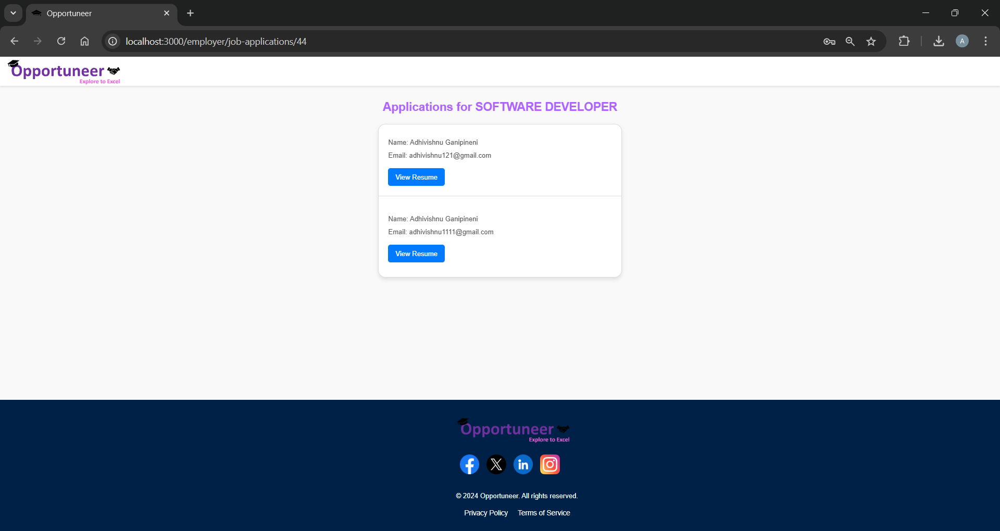 Opportuneer
localhost:3000/employer/job-applications/44
A
Opportuneer
Explore to Excel
Applications for SOFTWARE DEVELOPER
Name: Adhivishnu Ganipineni
Email: adhivishnu121@gmail.com
View Resume
Name: Adhivishnu Ganipineni
Email: adhivishnu1111@gmail.com
View Resume
Opportuneer
Explore to Excel
© 2024 Opportuneer. All rights reserved.
Privacy Policy Terms of Service